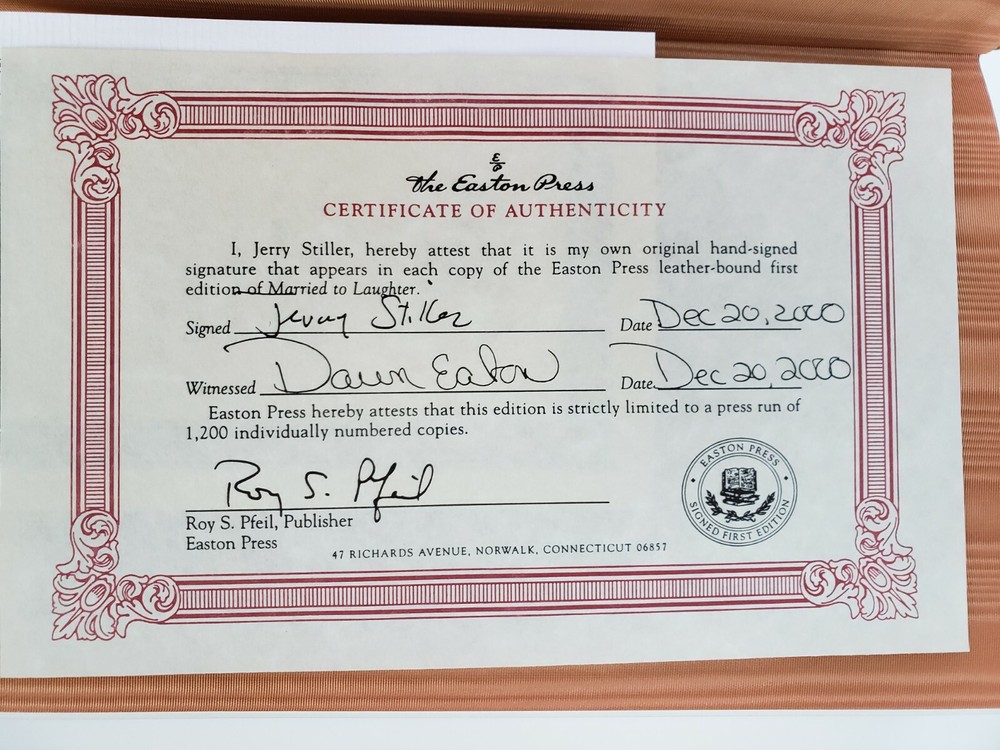 E
P
The Easton Press
CERTIFICATE OF AUTHENTICITY
I, Jerry Stiller, hereby attest that it is my own original hand-signed
signature that appears in each copy of the Easton Press leather-bound first
edition of Married to Laughter.
Signed Jerry Stiller Date Dec 20, 2000
Witnessed Dawn Eaton Date Dec 20, 2000
Easton Press hereby attests that this edition is strictly limited to a press run of
1,200 individually numbered copies.
Roy S. Pfeil
Roy S. Pfeil, Publisher
Easton Press
47 RICHARDS AVENUE, NORWALK, CONNECTICUT 06857
EASTON PRESS
SIGNED FIRST EDITION